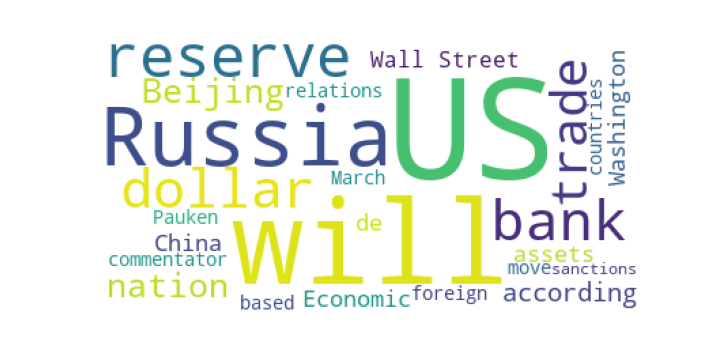 reserve
Wall Street
US
Beijing
relations
trade
countries
Washington
Russia
dollar
March
will
bank
Pauken
de
China
commentator
assets
move
sanctions
nation
based
Economic
foreign
according